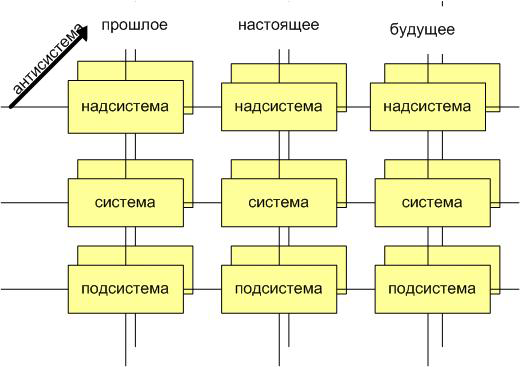 антисистема
прошлое
настоящее
будущее
надсистема
надсистема
надсистема
система
система
система
подсистема
подсистема
подсистема